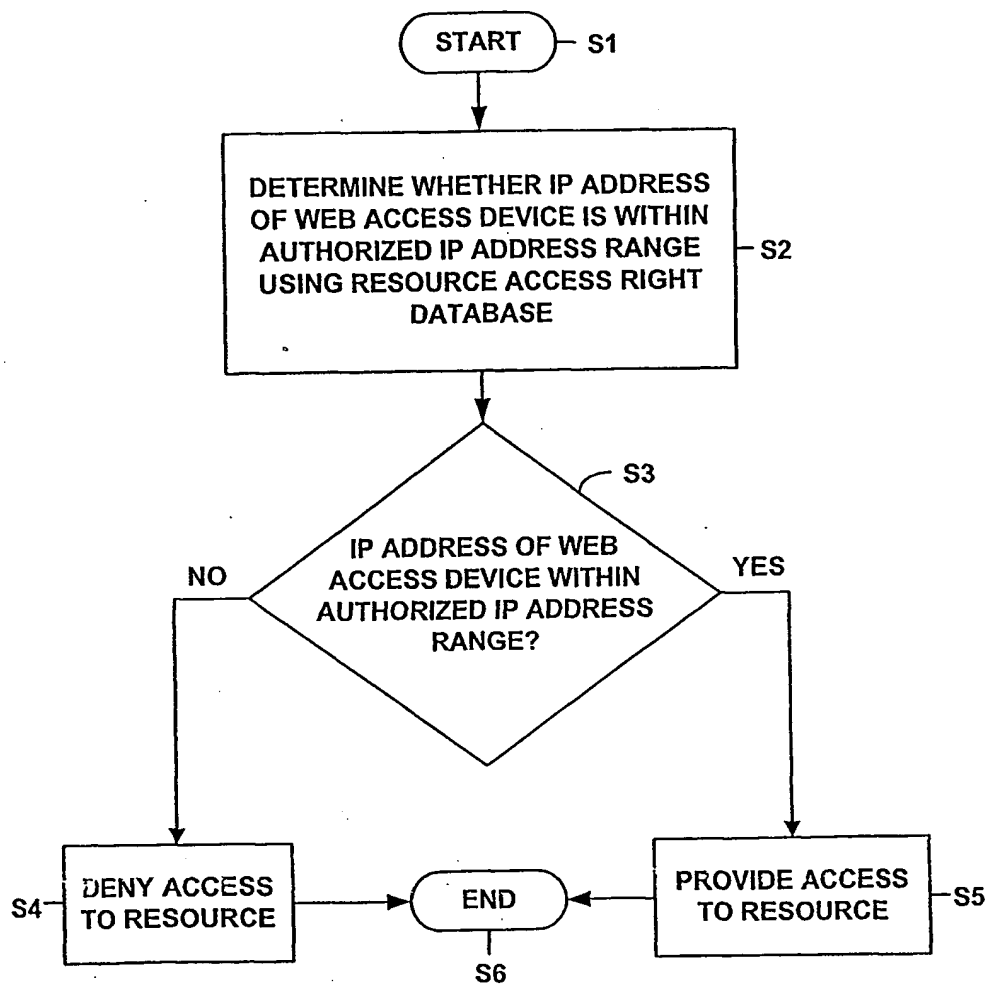 START
S1
DETERMINE WHETHER IP ADDRESS
OF WEB ACCESS DEVICE IS WITHIN
AUTHORIZED IP ADDRESS RANGE
USING RESOURCE ACCESS RIGHT
DATABASE
S2
S3
IP ADDRESS OF WEB
ACCESS DEVICE WITHIN
AUTHORIZED IP ADDRESS
RANGE?
NO
YES
S4
DENY ACCESS
TO RESOURCE
END
S6
PROVIDE ACCESS
TO RESOURCE
S5